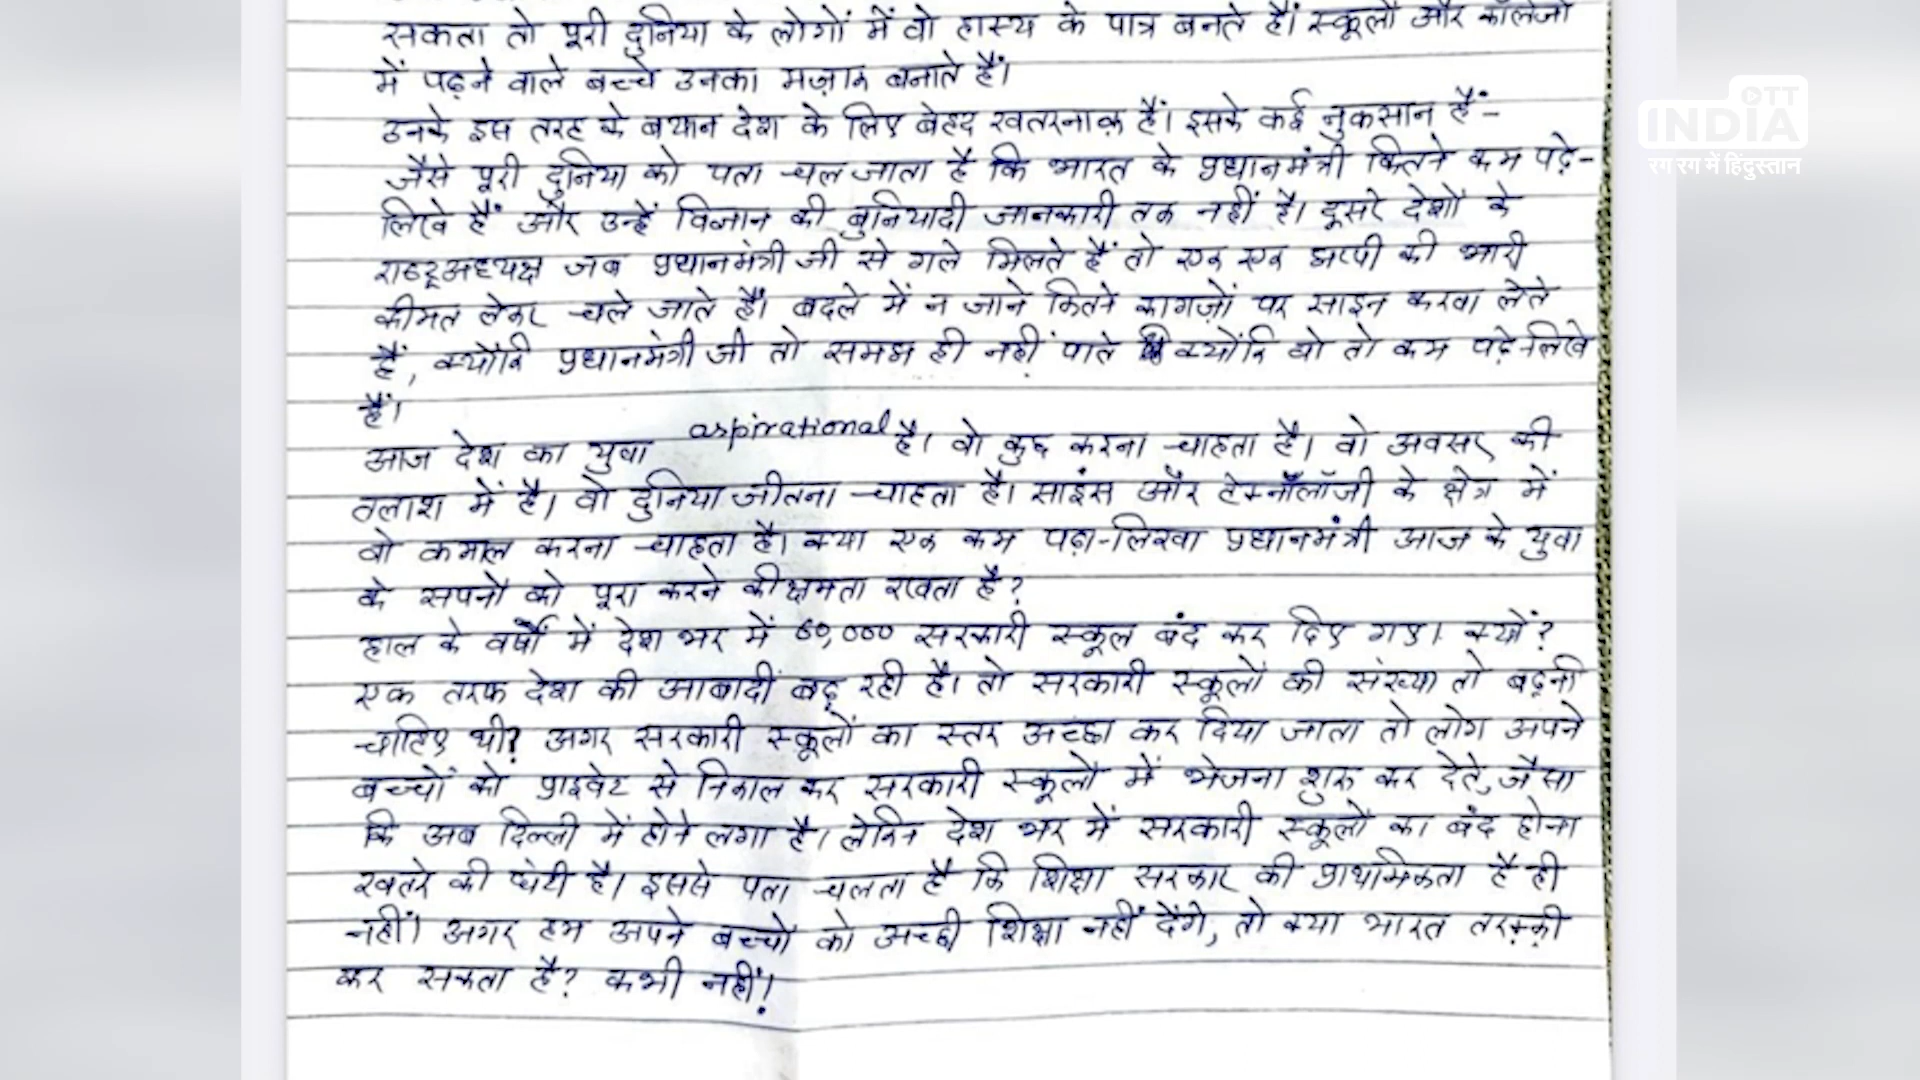 सकता तो पूरी दुनिया के लोगों में वो हास्य के पात्र बनते हैं। स्कूलों और कॉलेजों
में पढ़ने वाले बच्चे उनका मज़ाक बनाते हैं।
उनके इस तरह के बयान देश के लिए बेहद खतरनाक हैं। इसके कई नुकसान हैं -
जैसे पूरी दुनिया को पता चल जाता है कि भारत के प्रधानमंत्री कितने कम पढ़े-
लिखे हैं और उन्हें विज्ञान की बुनियादी जानकारी तक नहीं है। दूसरे देशों के
राष्ट्रअध्यक्ष जब प्रधानमंत्री जी से गले मिलते हैं तो एक एक झप्पी की भारी
कीमत लेकर चले जाते हैं। बदले में न जाने कितने कागज़ों पर साइन करवा लेते
हैं, क्योंकि प्रधानमंत्री जी तो समझ ही नहीं पाते क्योंकि वो तो कम पढ़े-लिखे
हैं।
आज देश का युवा aspirational है। वो कुछ करना चाहता है। वो अवसर की
तलाश में है। वो दुनिया जीतना चाहता है। साइंस और टेक्नॉलॉजी के क्षेत्र में
वो कमाल करना चाहता है। क्या एक कम पढ़ा-लिखा प्रधानमंत्री आज के युवा
के सपनों को पूरा करने की क्षमता रखता है?
हाल के वर्षों में देश भर में 60,000 सरकारी स्कूल बंद कर दिए गए। क्यों?
एक तरफ देश की आबादी बढ़ रही है। तो सरकारी स्कूलों की संख्या तो बढ़नी
चाहिए थी? अगर सरकारी स्कूलों का स्तर अच्छा कर दिया जाता तो लोग अपने
बच्चों को प्राइवेट से निकाल कर सरकारी स्कूलों में भेजना शुरू कर देते, जैसा
कि अब दिल्ली में होने लगा है। लेकिन देश भर में सरकारी स्कूलों का बंद होना
खतरे की घंटी है। इससे पता चलता है कि शिक्षा सरकार की प्राथमिकता है ही
नहीं। अगर हम अपने बच्चों को अच्छी शिक्षा नहीं देंगे, तो क्या भारत तरक़्क़ी
कर सकता है? कभी नहीं!
OTT
INDIA
रग रग में हिंदुस्तान